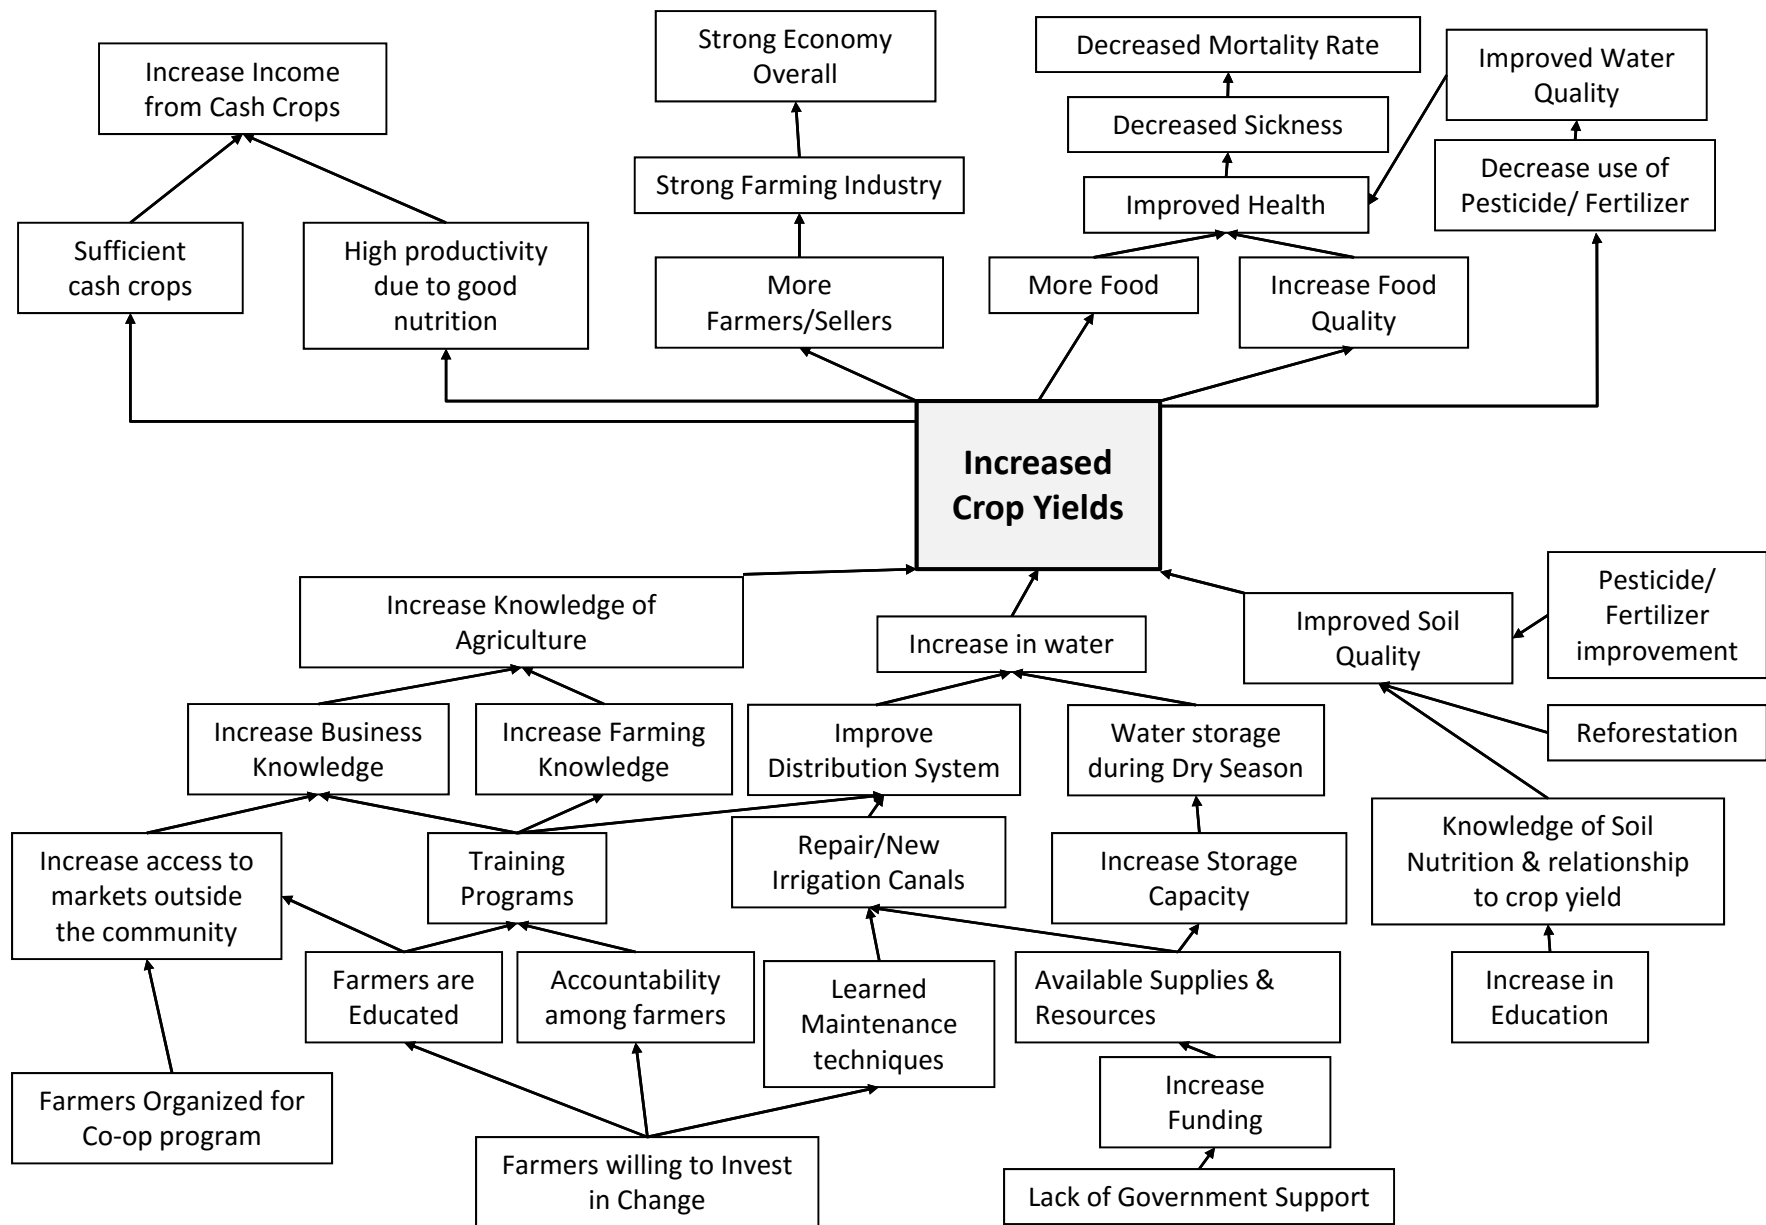 Increase Income
from Cash Crops
Strong Economy
Overall
Decreased Mortality Rate
Improved Water
Quality
Decreased Sickness
Strong Farming Industry
Decrease use of
Pesticide/ Fertilizer
Improved Health
Sufficient
cash crops
High productivity
due to good
nutrition
More
Farmers/Sellers
More Food
Increase Food
Quality
Increased
Crop Yields
Increase Knowledge of
Agriculture
Increase in water
Improved Soil
Quality
Pesticide/
Fertilizer
improvement
Increase Business
Knowledge
Increase Farming
Knowledge
Improve
Distribution System
Water storage
during Dry Season
Reforestation
Increase access to
markets outside
the community
Training
Programs
Repair/New
Irrigation Canals
Increase Storage
Capacity
Knowledge of Soil
Nutrition & relationship
to crop yield
Farmers are
Educated
Accountability
among farmers
Learned
Maintenance
techniques
Available Supplies &
Resources
Increase in
Education
Farmers Organized for
Co-op program
Increase
Funding
Farmers willing to Invest
in Change
Lack of Government Support